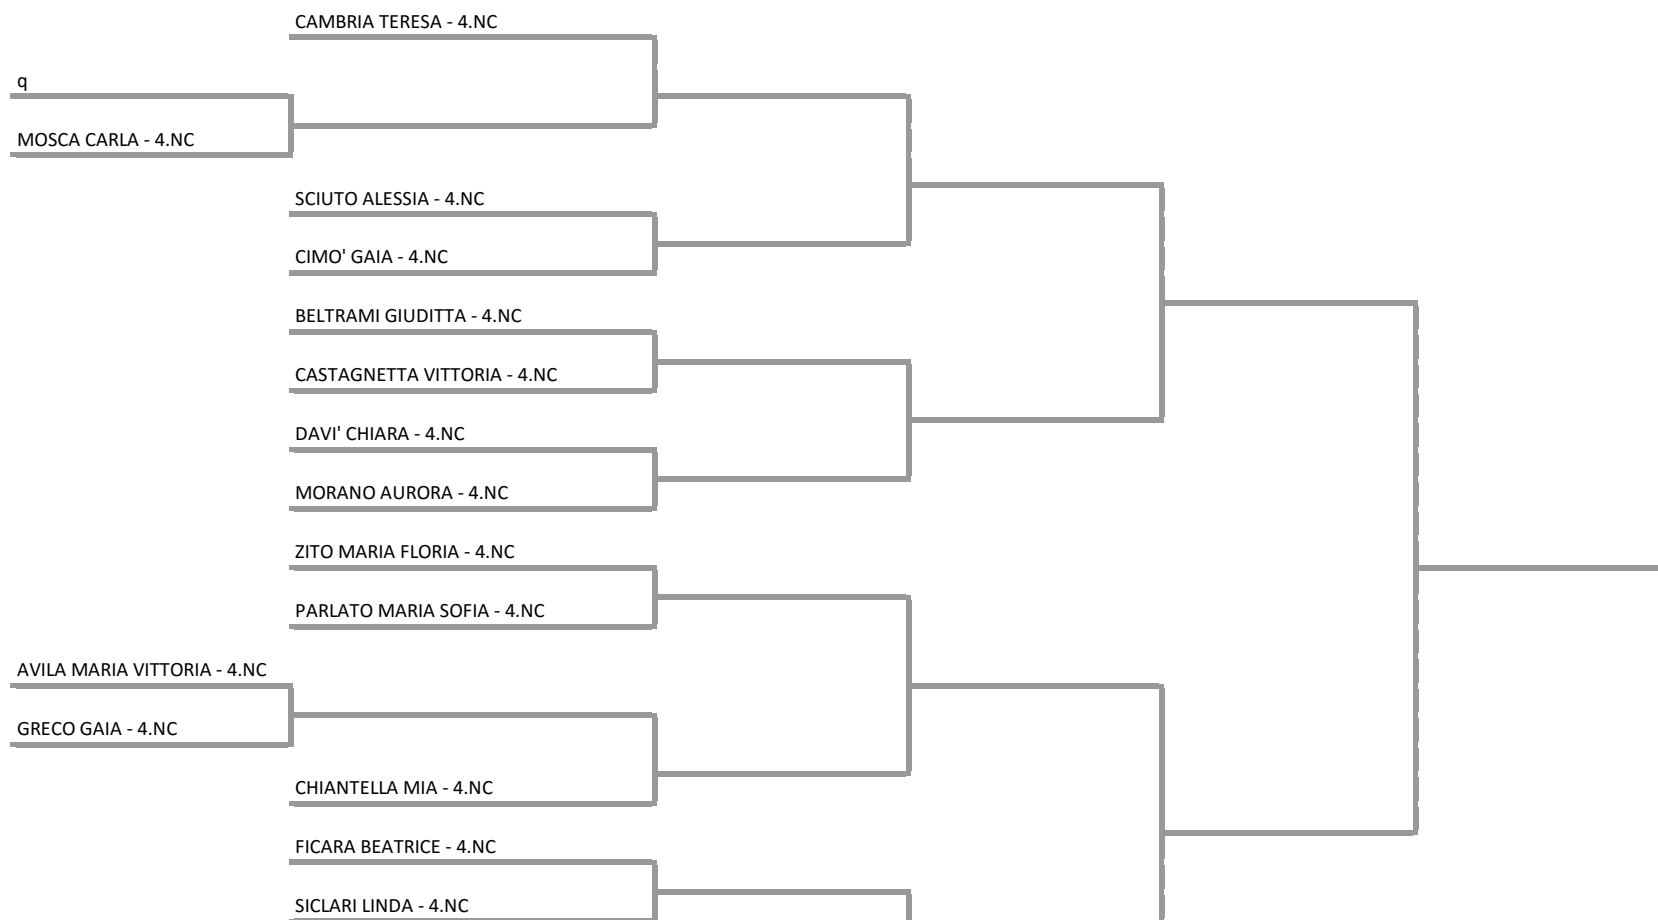 CAMBRIA TERESA - 4.NC
q
MOSCA CARLA - 4.NC
SCIUTO ALESSIA - 4.NC
CIMO' GAIA - 4.NC
BELTRAMI GIUDITTA - 4.NC
CASTAGNETTA VITTORIA - 4.NC
DAVI' CHIARA - 4.NC
MORANO AURORA - 4.NC
ZITO MARIA FLORIA - 4.NC
PARLATO MARIA SOFIA - 4.NC
AVILA MARIA VITTORIA - 4.NC
GRECO GAIA - 4.NC
CHIANTELLA MIA - 4.NC
FICARA BEATRICE - 4.NC
SICLARI LINDA - 4.NC